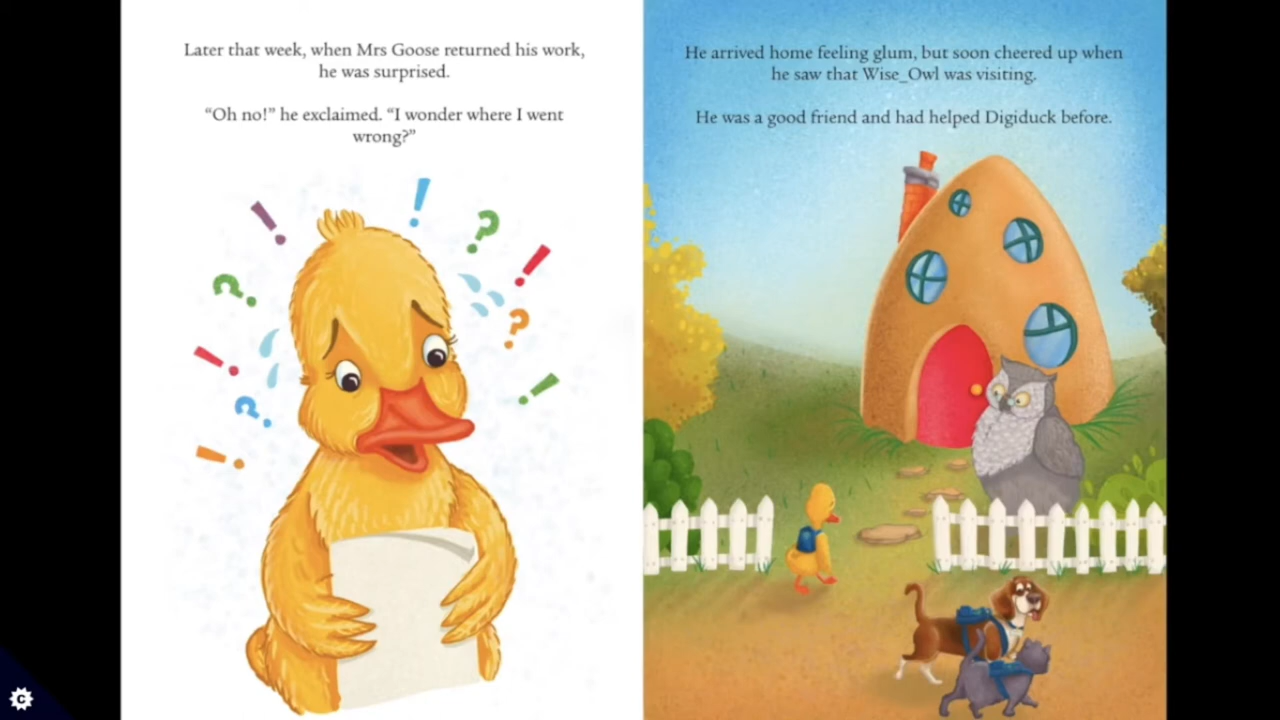 Later that week, when Mrs Goose returned his work,
he was surprised.
“Oh no!” he exclaimed. “I wonder where I went
wrong?”
He arrived home feeling glum, but soon cheered up when
he saw that Wise_Owl was visiting.
He was a good friend and had helped Digiduck before.